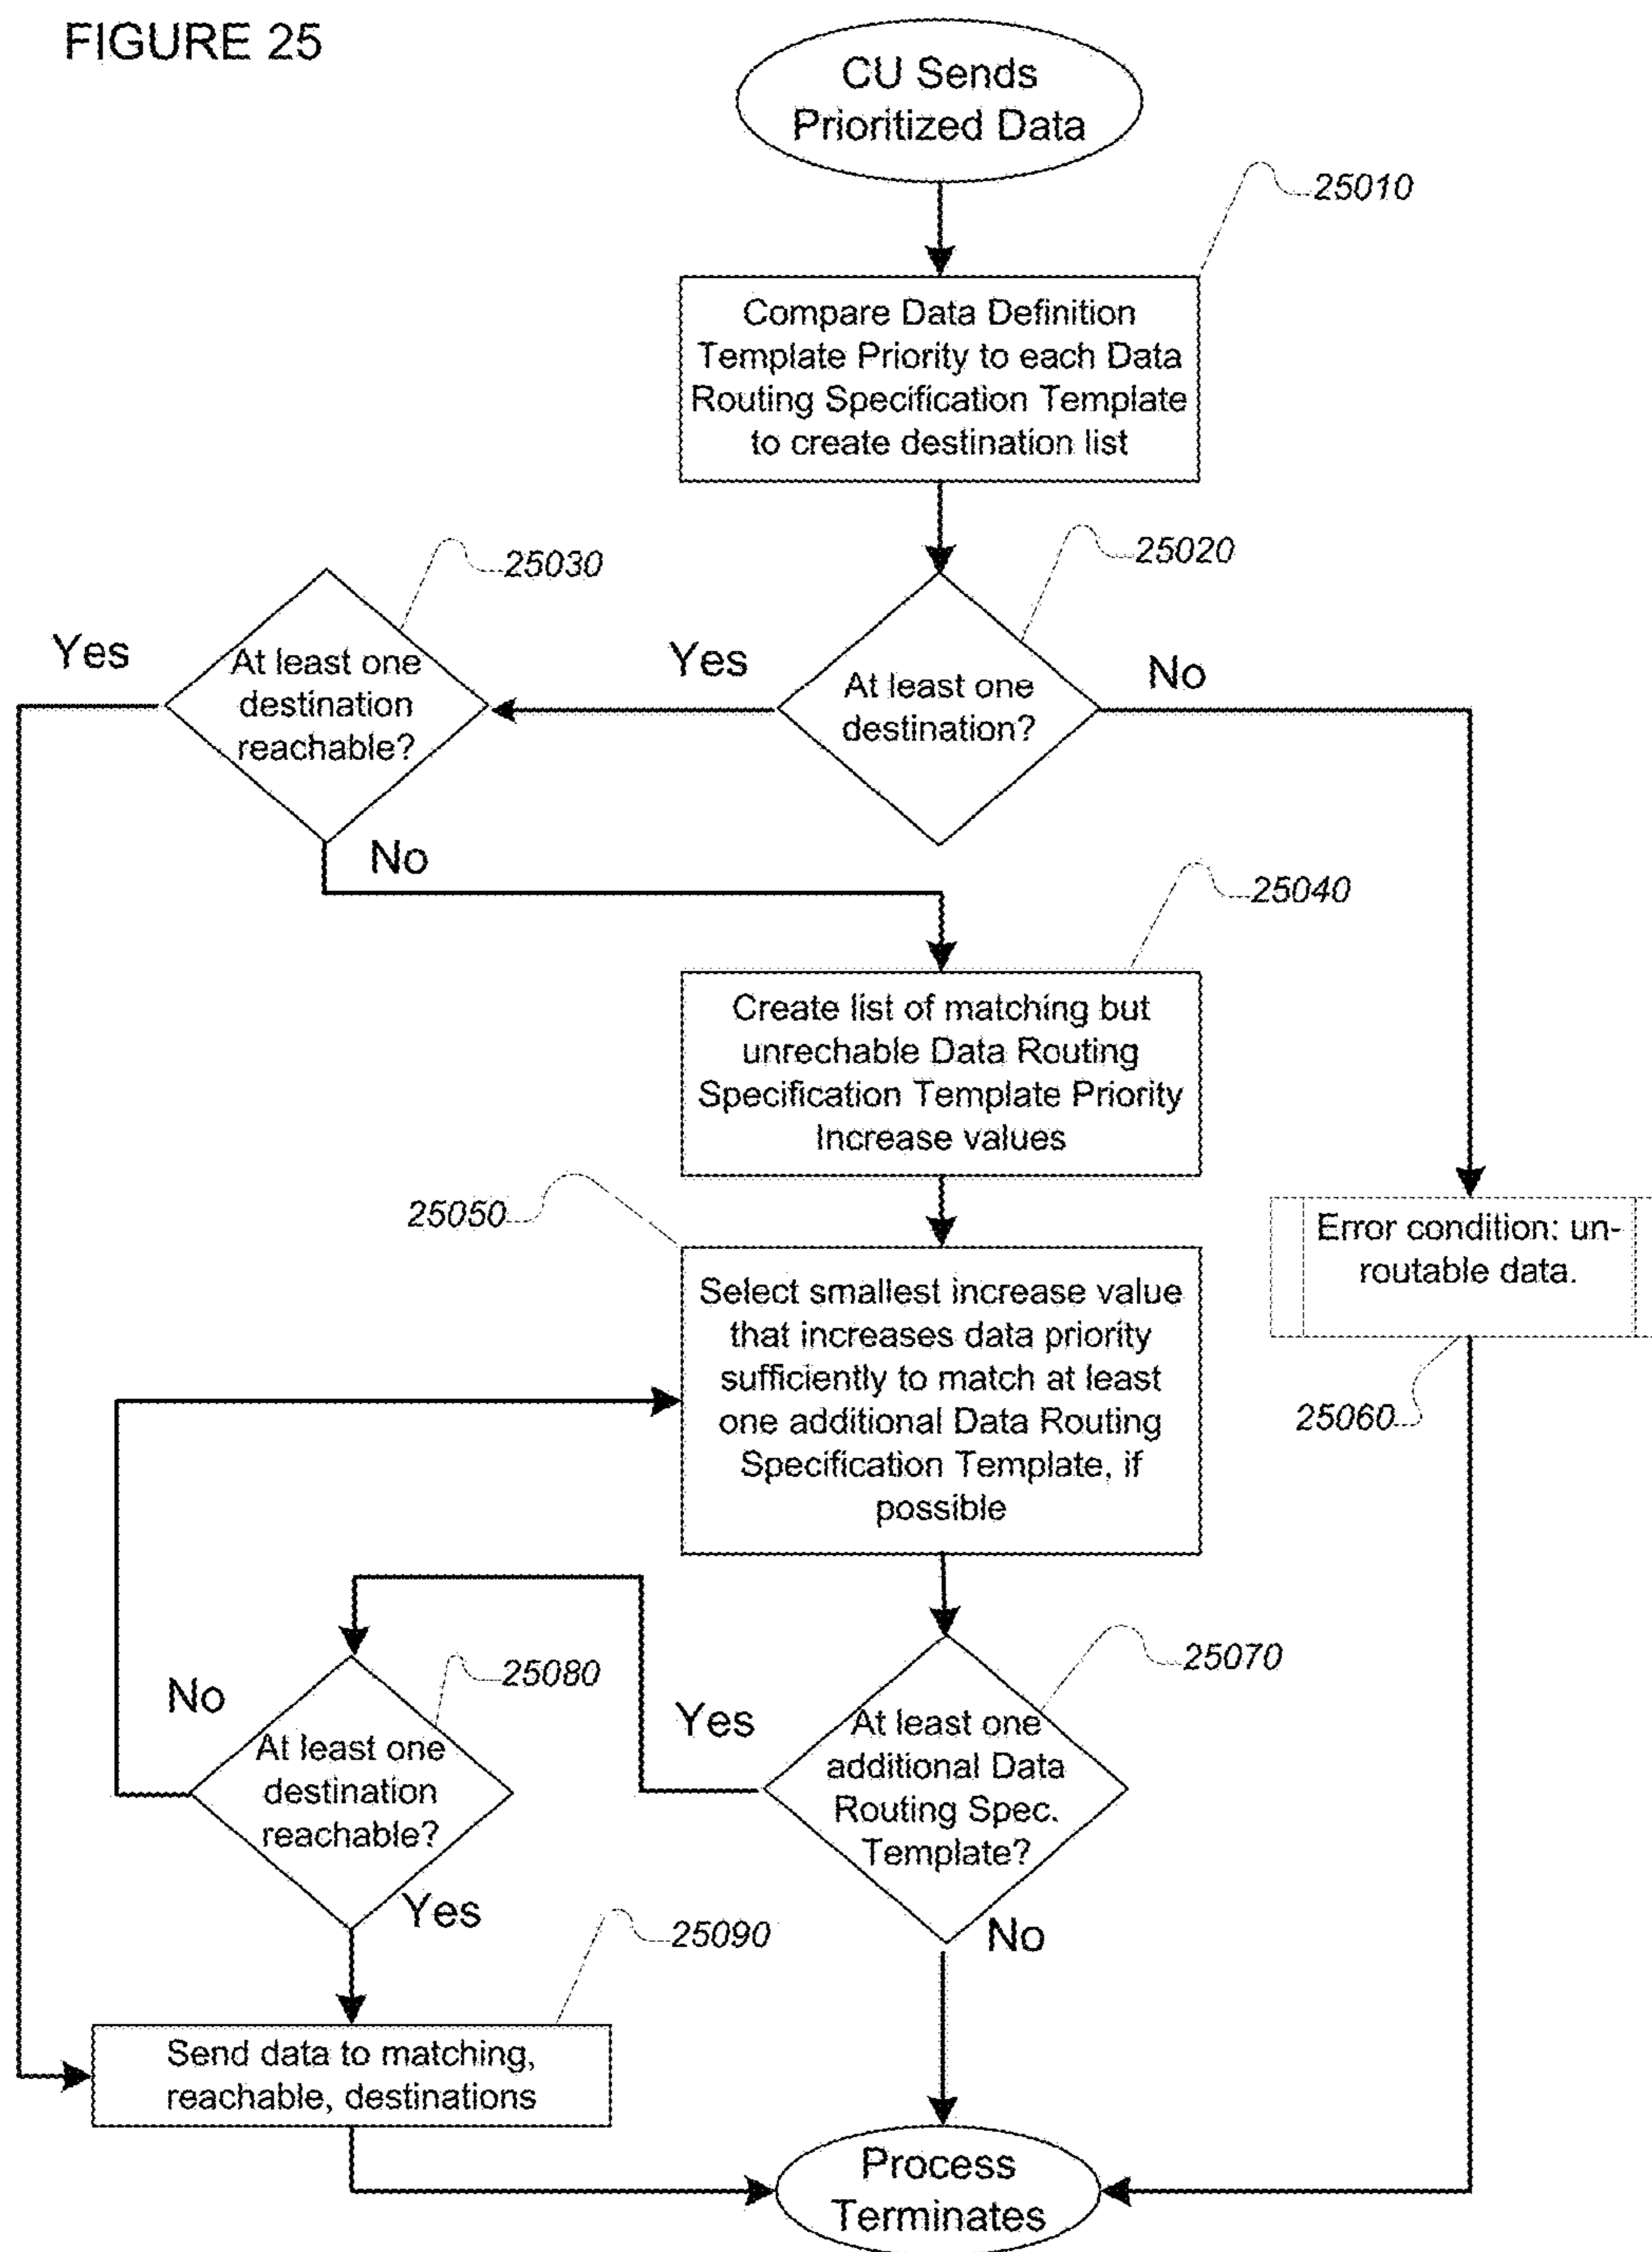 FIGURE 25
CU Sends
Prioritized Data
25010
Compare Data Definition
Template Priority to each Data
Routing Specification Template
to create destination list
25020
25030
Yes
At least one
destination
reachable?
Yes
At least one
destination?
No
No
25040
Create list of matching but
unrechable Data Routing
Specification Template Priority
Increase values
25050
Error condition: un-
routable data.
25060
Select smallest increase value
that increases data priority
sufficiently to match at least
one additional Data Routing
Specification Template, if
possible
25070
25080
No
At least one
destination
reachable?
Yes
Yes
At least one
additional Data
Routing Spec.
Template?
No
25090
Send data to matching,
reachable, destinations
Process
Terminates